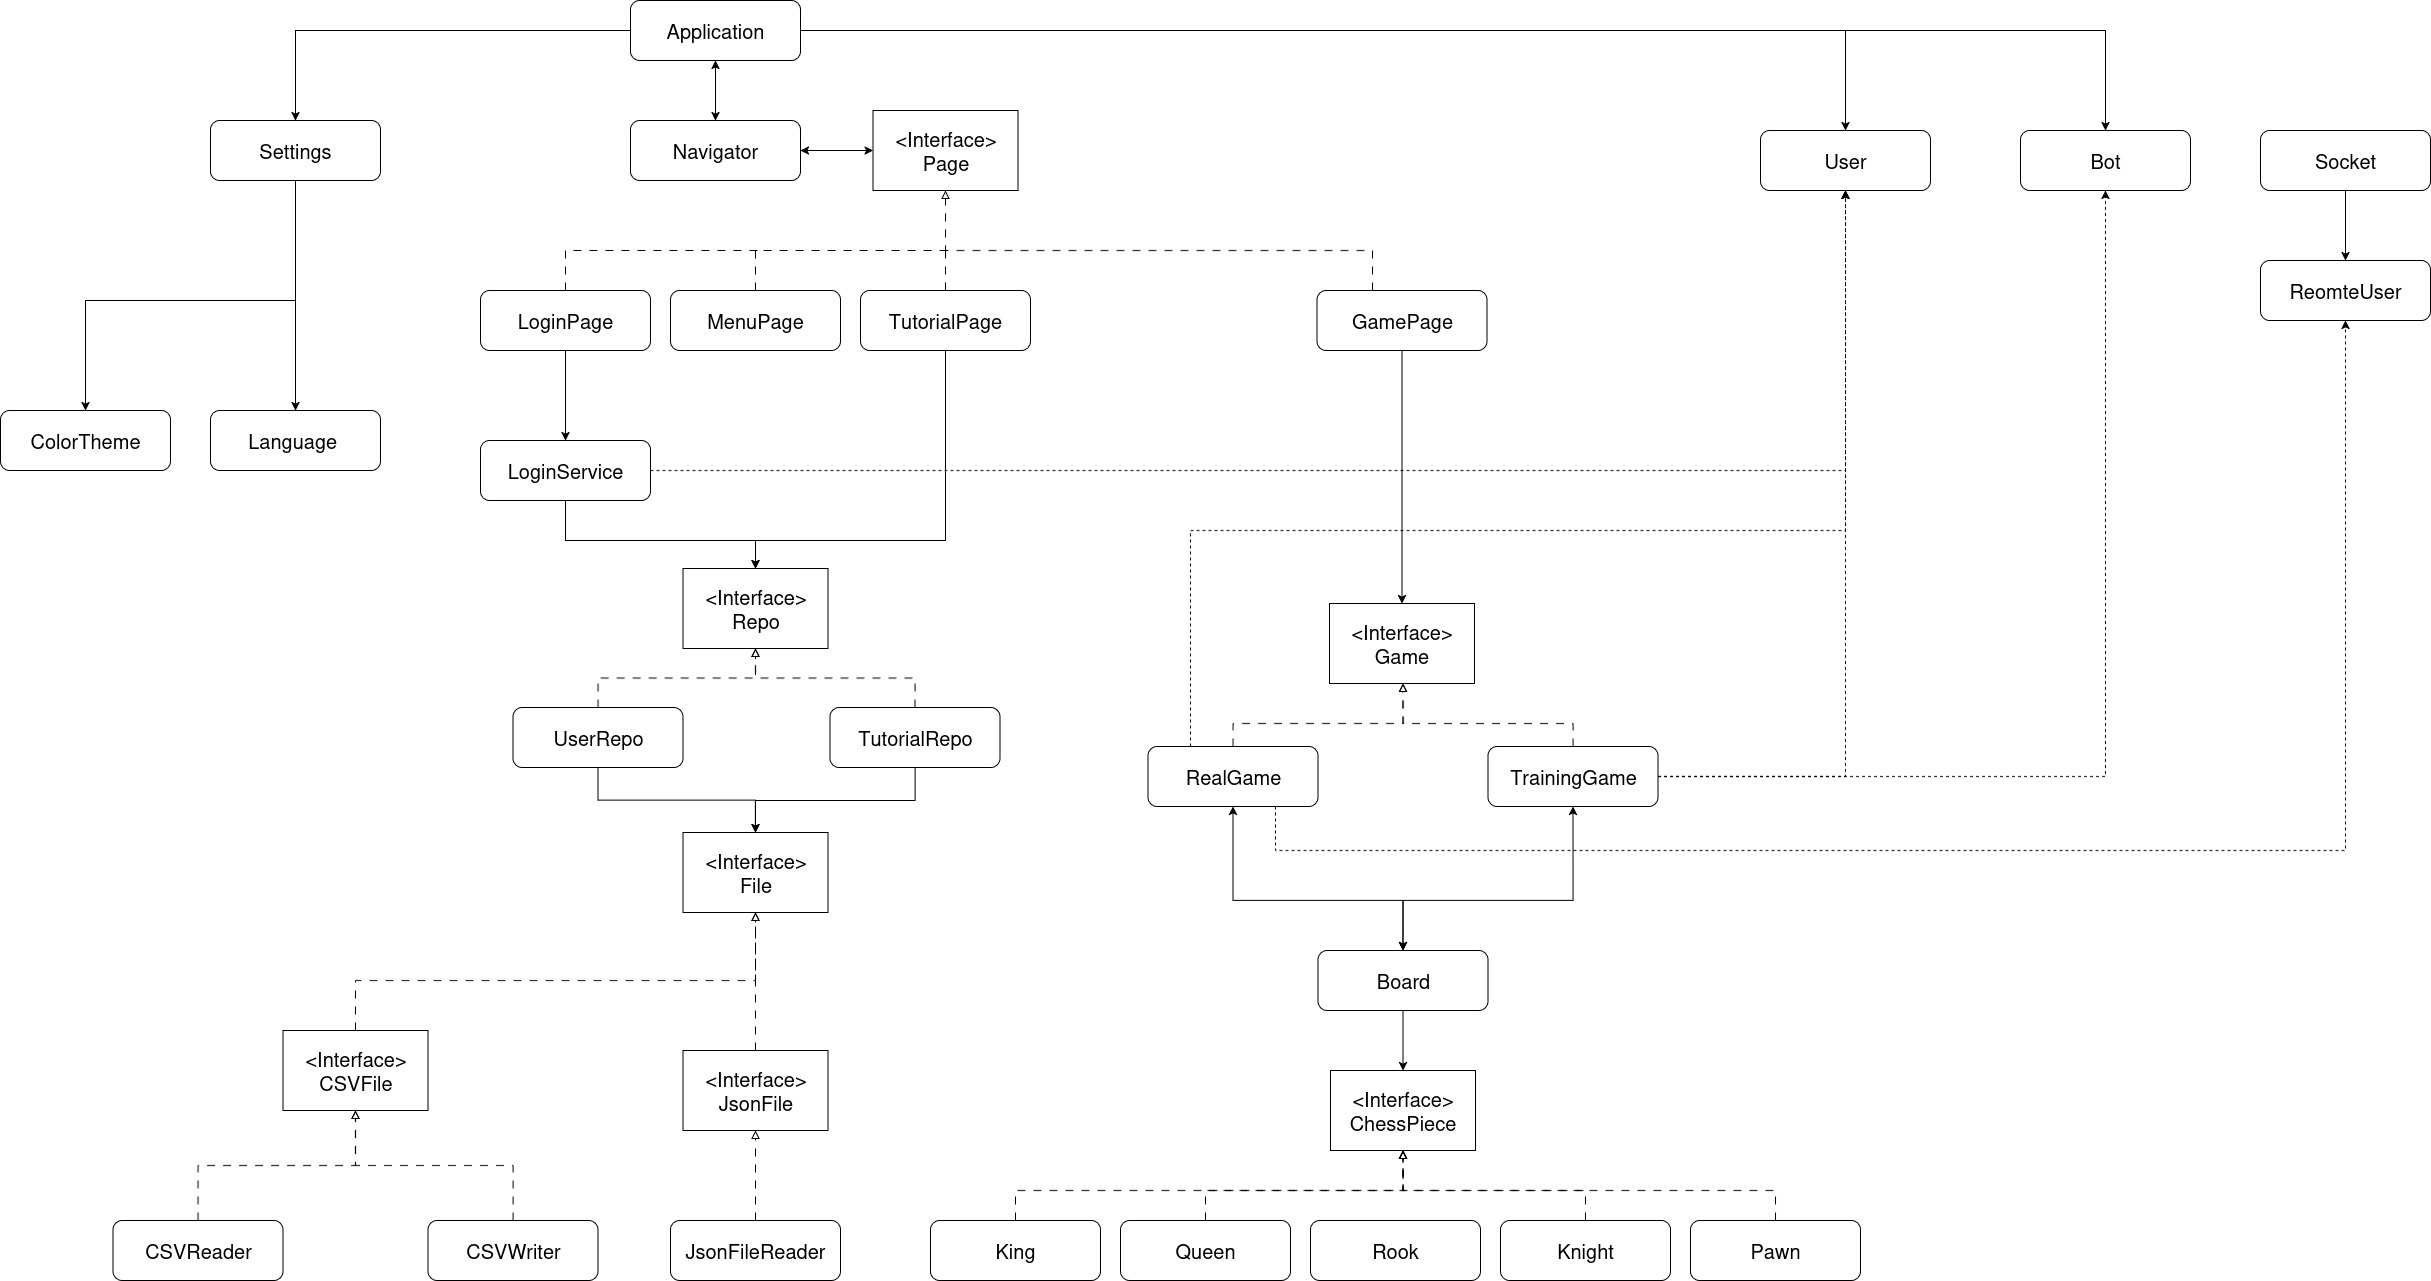 Application
Settings
Navigator
<Interface>
Page
User
Bot
Socket
ReomteUser
LoginPage
MenuPage
TutorialPage
GamePage
ColorTheme
Language
LoginService
<Interface>
Repo
<Interface>
Game
UserRepo
TutorialRepo
RealGame
TrainingGame
<Interface>
File
Board
<Interface>
CSVFile
<Interface>
JsonFile
<Interface>
ChessPiece
CSVReader
CSVWriter
JsonFileReader
King
Queen
Rook
Knight
Pawn